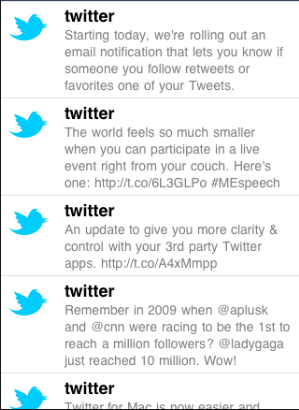 twitter
Starting today, we're rolling out an
email notification that lets you know if
someone you follow retweets or
favorites one of your Tweets.
twitter
The world feels so much smaller
when you can participate in a live
event right from your couch. Here's
one: http://t.co/6L3GLPo #MEspeech
twitter
An update to give you more clarity &
control with your 3rd party Twitter
apps. http://t.co/A4xMmpp
twitter
Remember in 2009 when @aplusk
and @cnn were racing to be the 1st to
reach a million followers? @ladygaga
just reached 10 million. Wow!
twitter
Twitter for Mac is now easier and